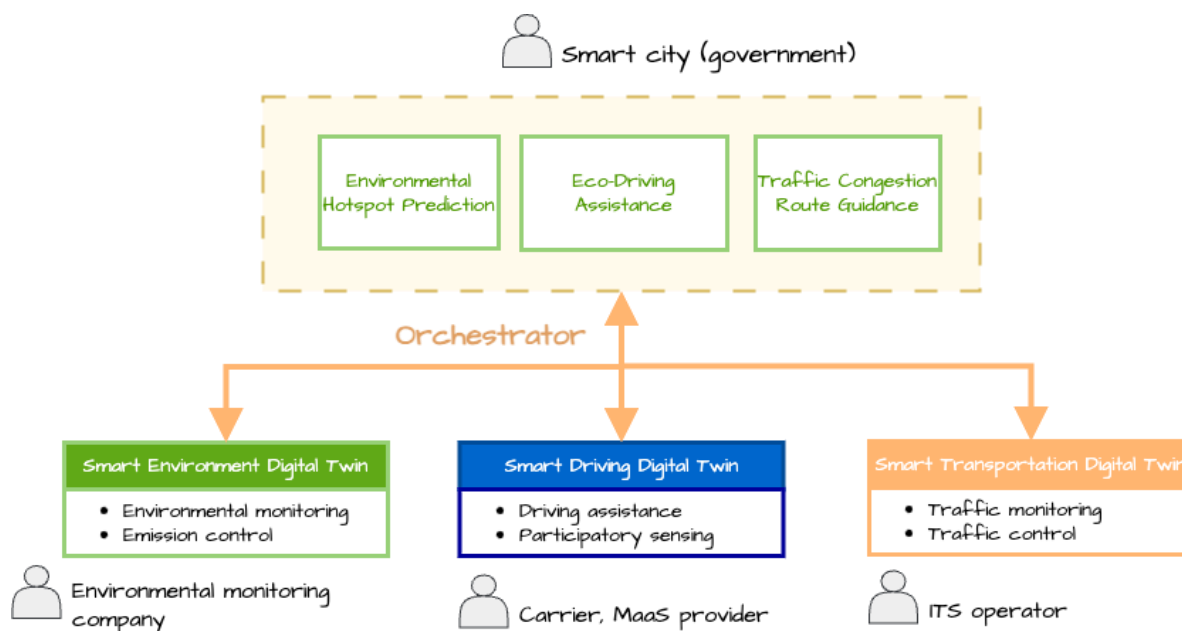 Smart city (government)
Environmental
Hotspot Prediction
Eco-Driving
Assistance
Traffic Congestion
Route Guidance
Orchestrator
Smart Environment Digital Twin
• Environmental monitoring
• Emission control
Smart Driving Digital Twin
• Driving assistance
• Participatory sensing
Smart Transportation Digital Twin
• Traffic monitoring
• Traffic control
Environmental monitoring
company
Carrier, MaaS provider
ITS operator